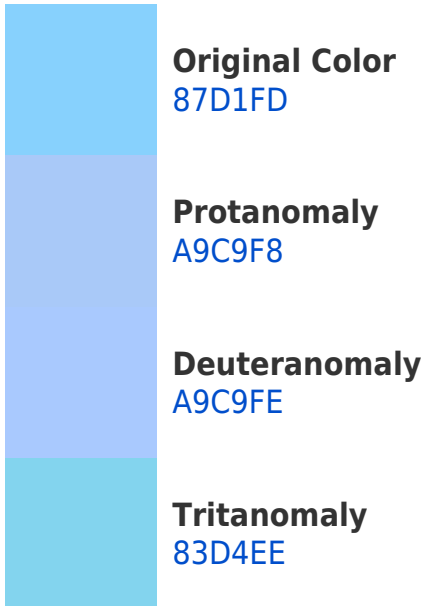 Original Color
87D1FD
Protanomaly
A9C9F8
Deuteranomaly
A9C9FE
Tritanomaly
83D4EE